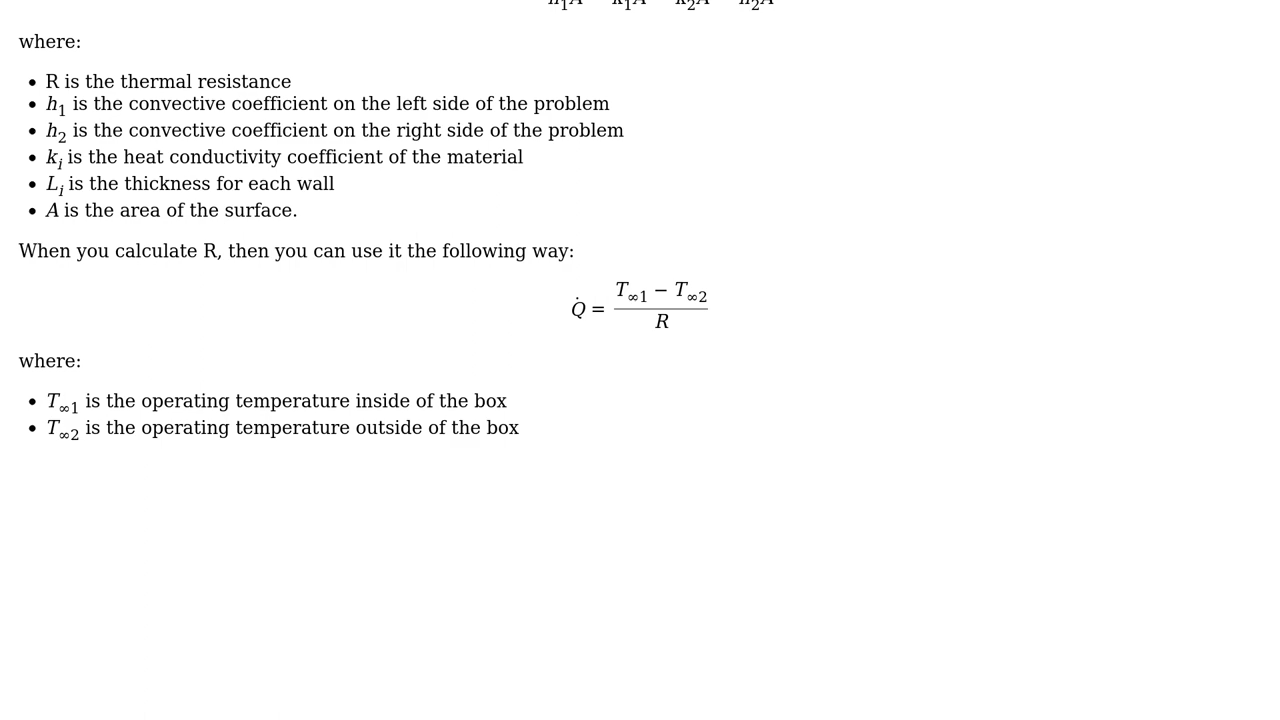 where:
• R is the thermal resistance
• h1 is the convective coefficient on the left side of the problem
• h2 is the convective coefficient on the right side of the problem
• ki is the heat conductivity coefficient of the material
• Li is the thickness for each wall
• A is the area of the surface.
When you calculate R, then you can use it the following way:
Q̇ = (T∞1 − T∞2) / R
where:
• T∞1 is the operating temperature inside of the box
• T∞2 is the operating temperature outside of the box